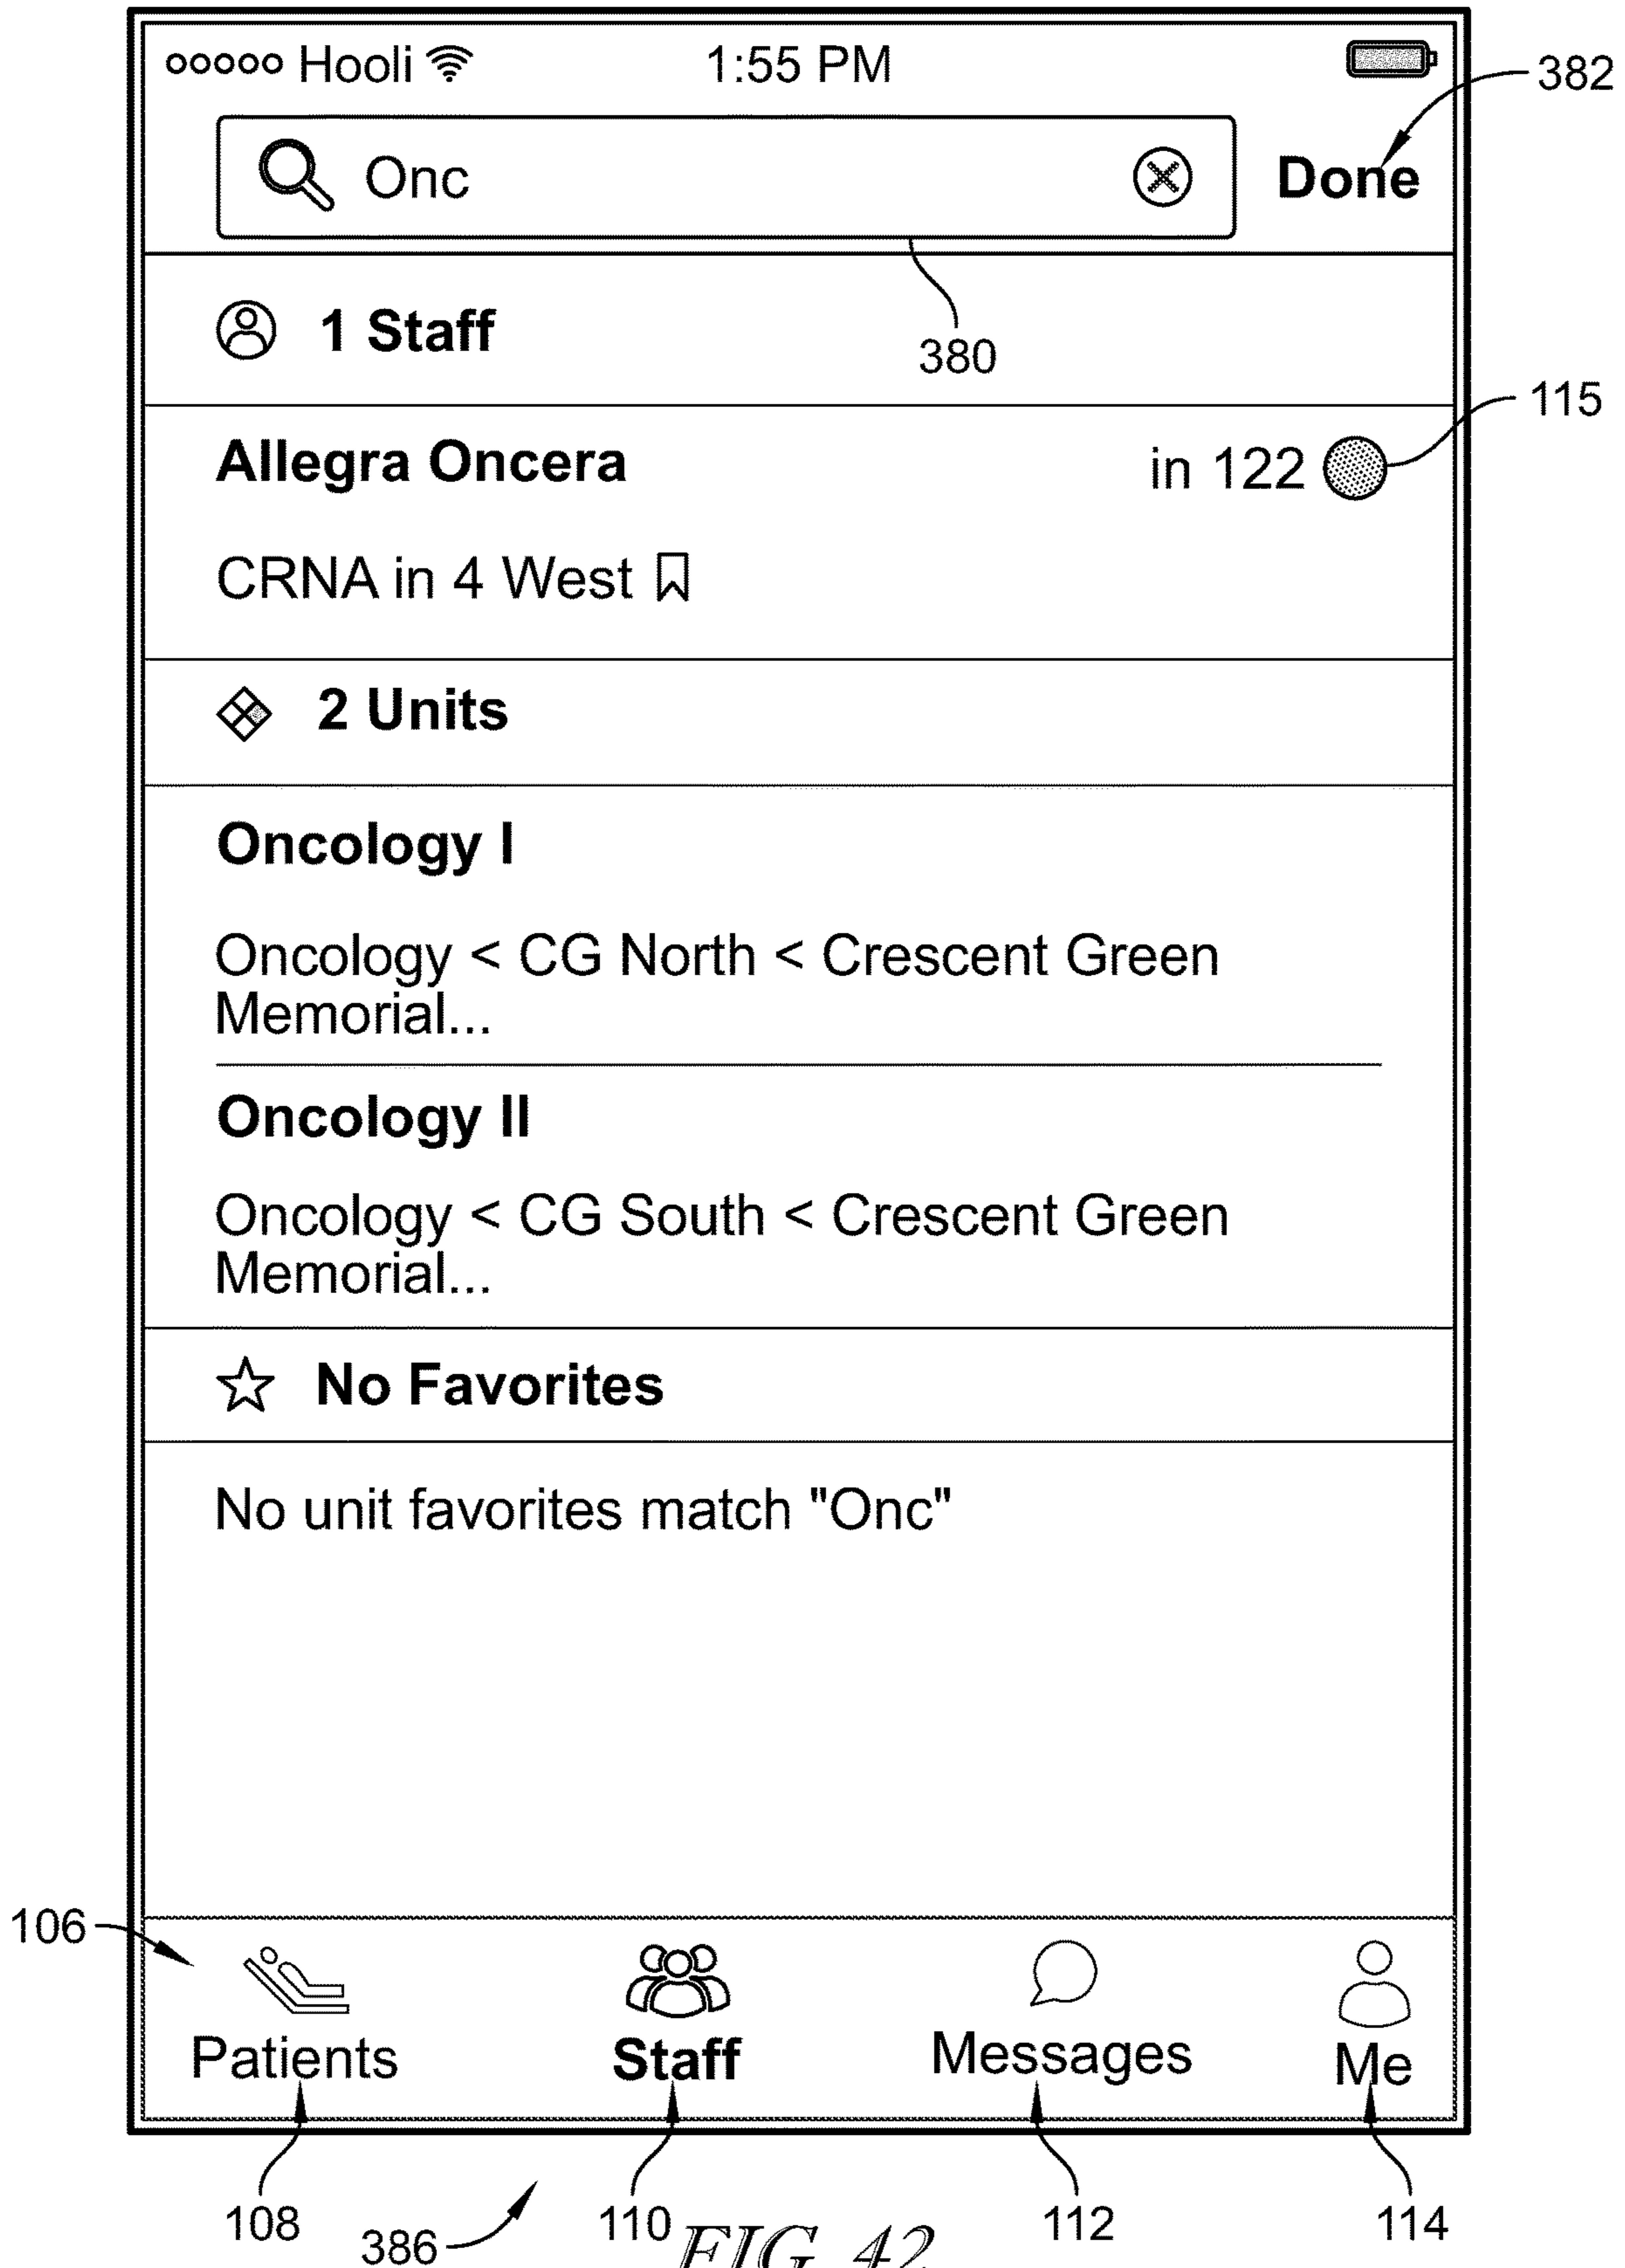 Hooli 1:55 PM
382
Onc Done
1 Staff
380
115
Allegra Oncera in 122
CRNA in 4 West
2 Units
Oncology I
Oncology < CG North < Crescent Green
Memorial...
Oncology II
Oncology < CG South < Crescent Green
Memorial...
No Favorites
No unit favorites match "Onc"
106
Patients Staff Messages Me
108 110 112 114
386
FIG. 42